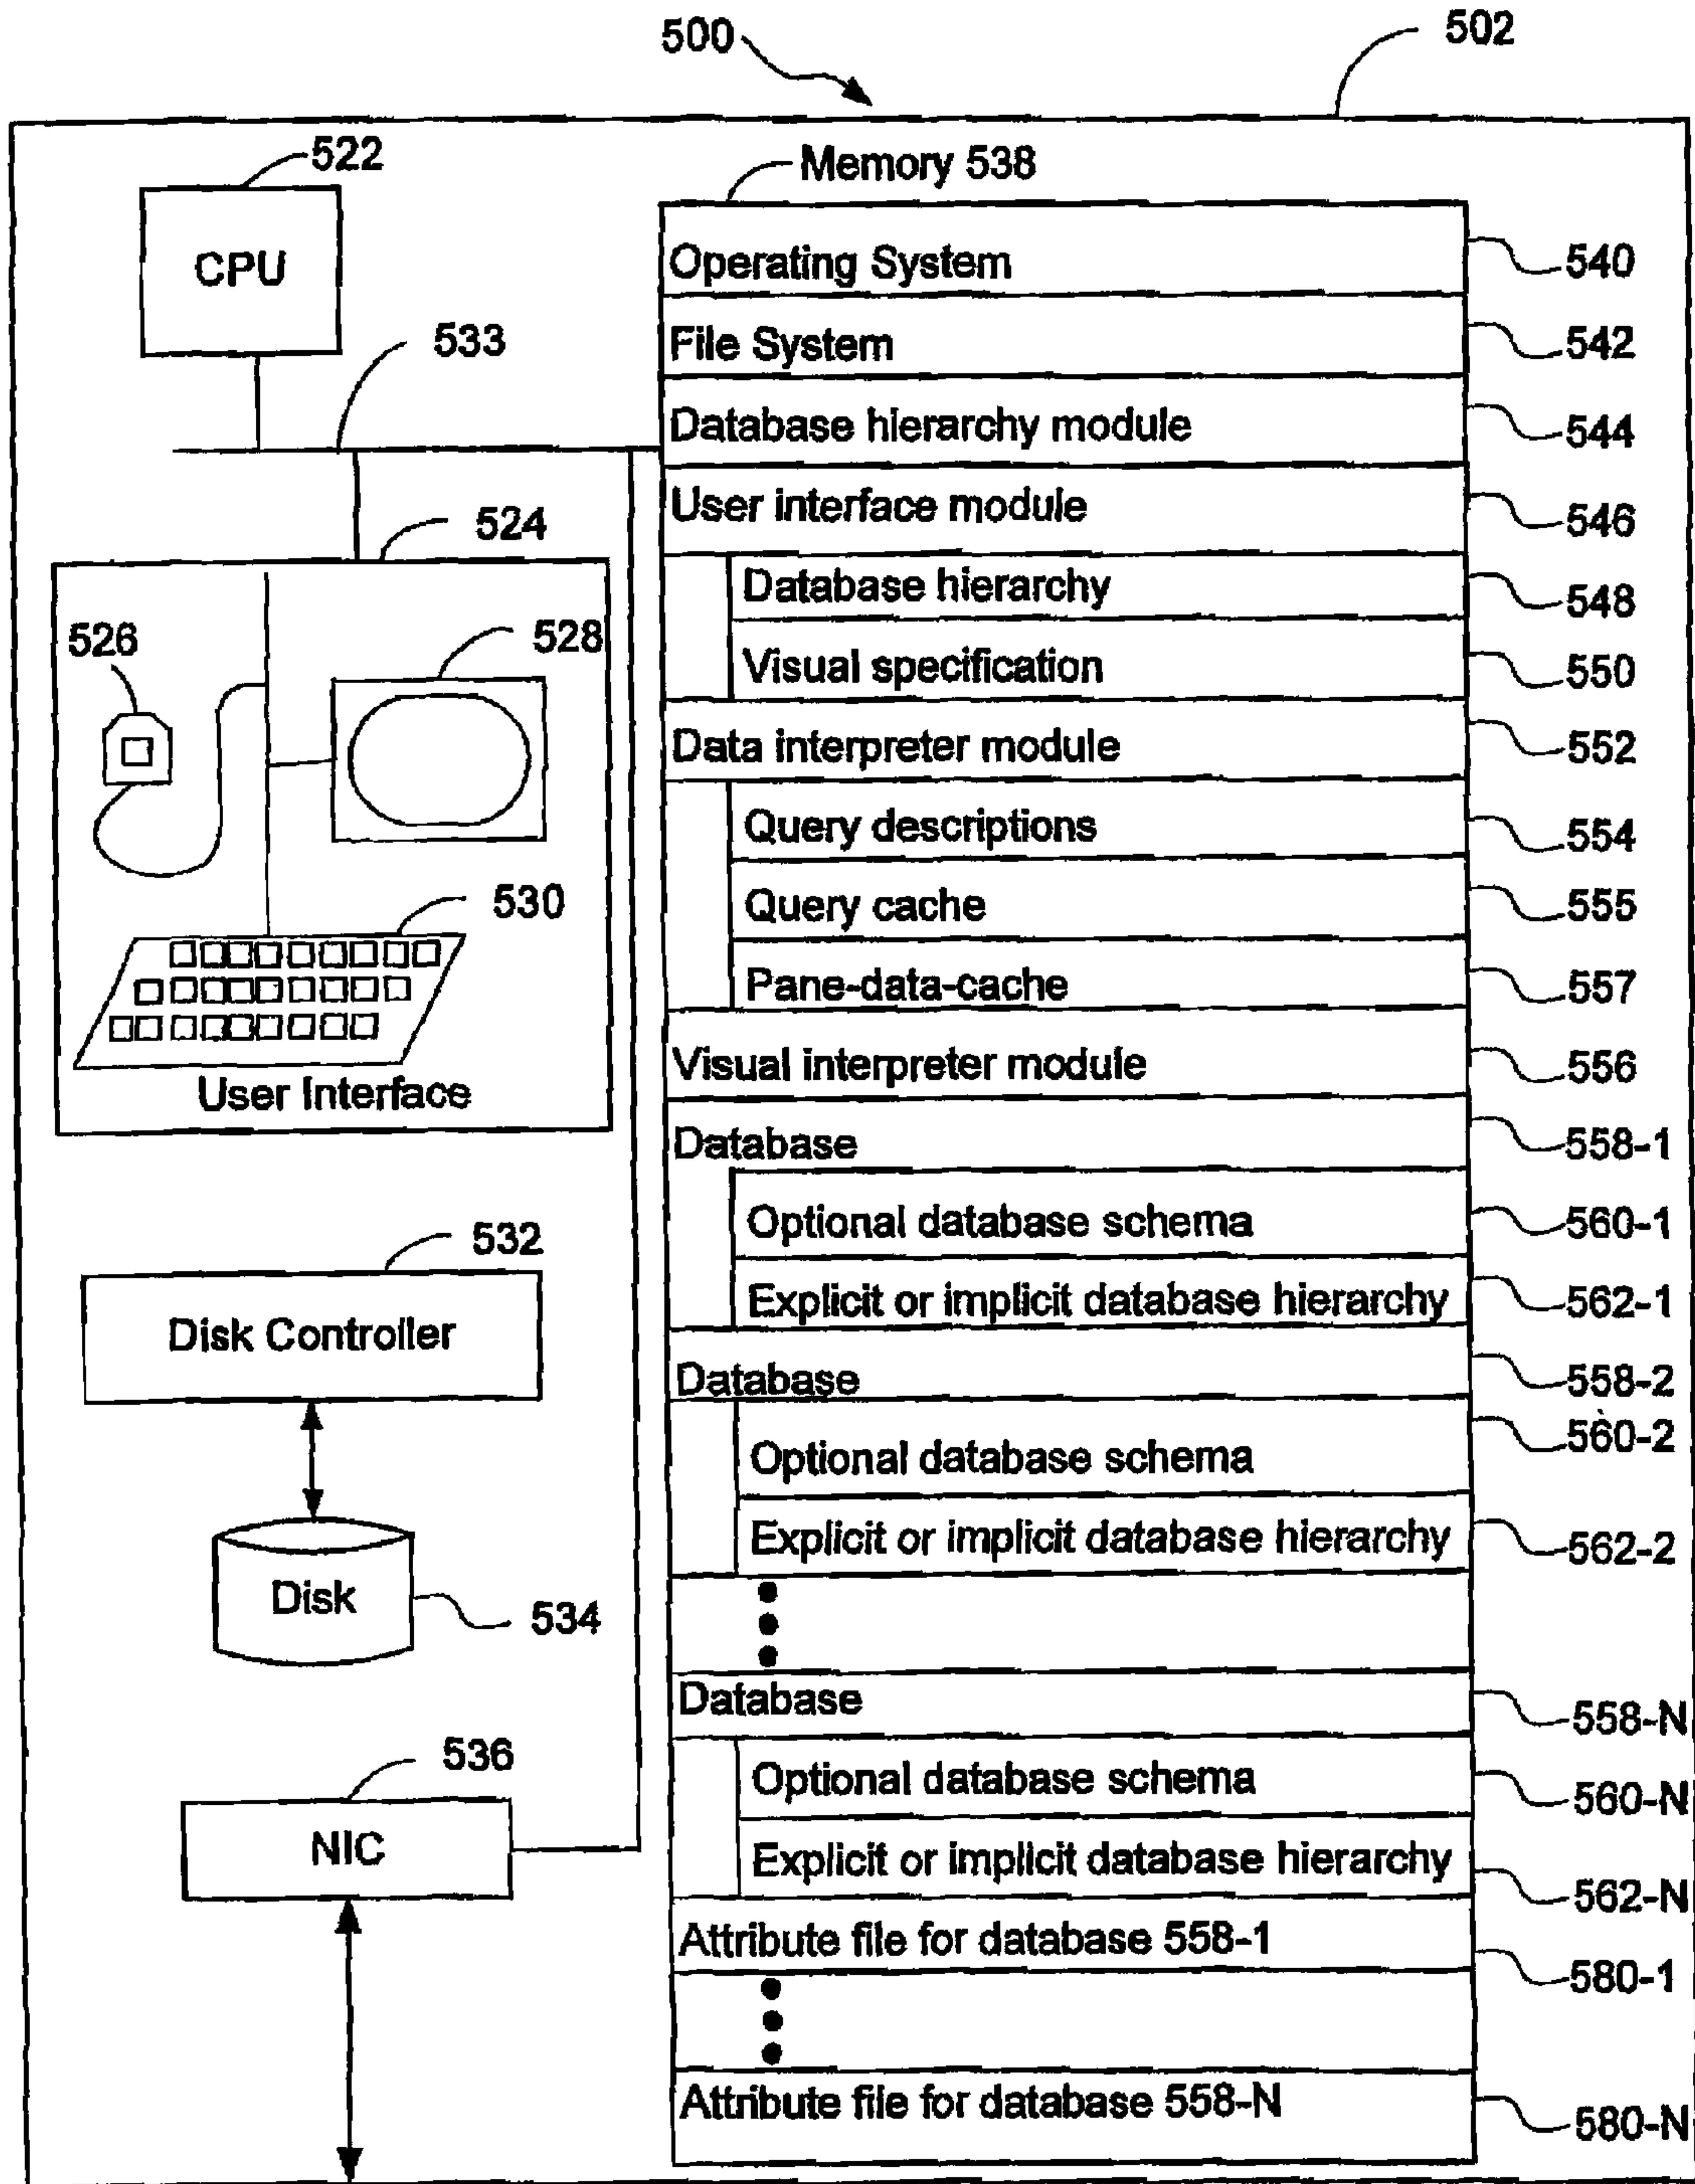 500
502
522
CPU
533
524
526
528
530
User Interface
532
Disk Controller
Disk
534
536
NIC
Memory 538
Operating System 540
File System 542
Database hierarchy module 544
User interface module 546
Database hierarchy 548
Visual specification 550
Data interpreter module 552
Query descriptions 554
Query cache 555
Pane-data-cache 557
Visual interpreter module 556
Database 558-1
Optional database schema 560-1
Explicit or implicit database hierarchy 562-1
Database 558-2
Optional database schema 560-2
Explicit or implicit database hierarchy 562-2
Database 558-N
Optional database schema 560-N
Explicit or implicit database hierarchy 562-N
Attribute file for database 558-1 580-1
Attribute file for database 558-N 580-N